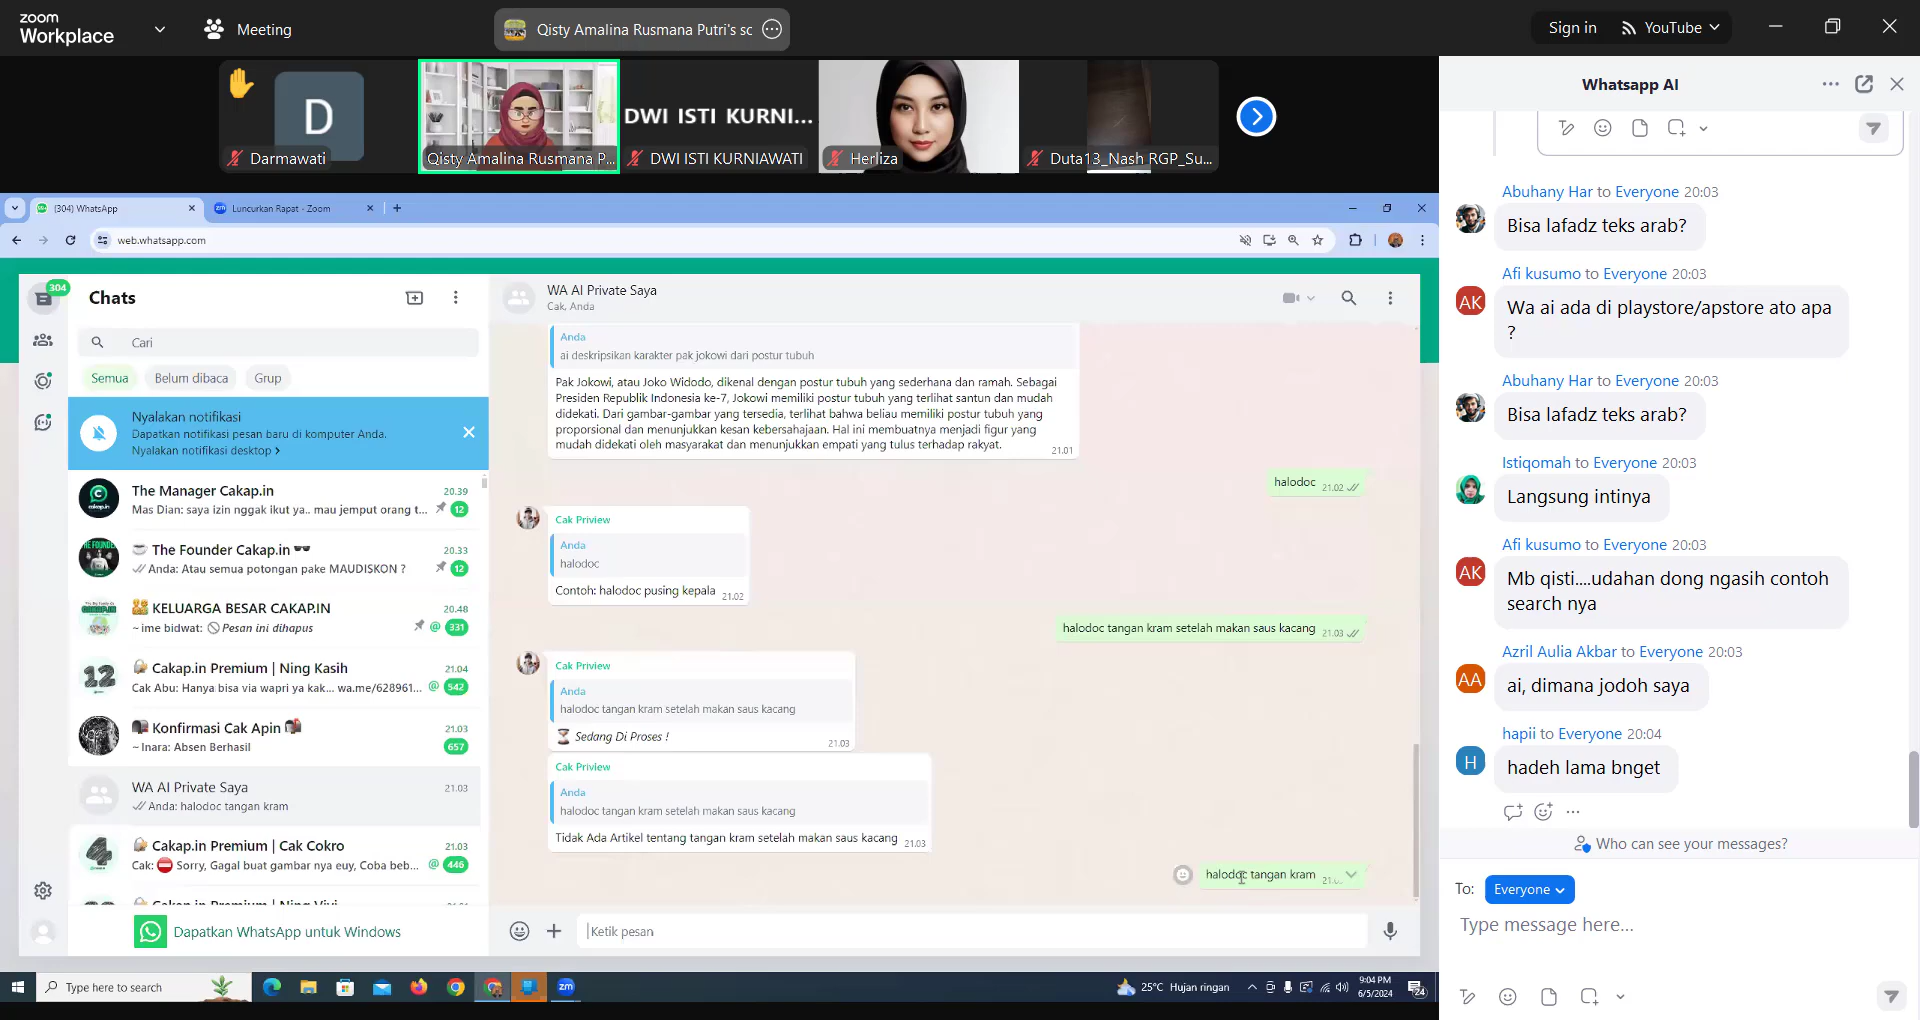 zoom
Workplace
Meeting
Qisty Amalina Rusmana Putri's sc
Sign in
YouTube
D
Darmawati
Qisty Amalina Rusmana P...
DWI ISTI KURNI...
DWI ISTI KURNIAWATI
Herliza
Duta13_Nash RGP_Su...
(304) WhatsApp
Luncurkan Rapat - Zoom
web.whatsapp.com
304
Chats
Cari
Semua
Belum dibaca
Grup
Nyalakan notifikasi
Dapatkan notifikasi pesan baru di komputer Anda.
Nyalakan notifikasi desktop >
The Manager Cakap.in
20.39
Mas Dian: saya izin nggak ikut ya.. mau jemput orang t...
12
The Founder Cakap.in
20.33
Anda: Atau semua potongan pake MAUDISKON ?
12
KELUARGA BESAR CAKAP.IN
20.48
~ ime bidwat: Pesan ini dihapus
@ 331
Cakap.in Premium | Ning Kasih
21.04
Cak Abu: Hanya bisa via wapri ya kak... wa.me/628961...
@ 542
Konfirmasi Cak Apin
21.03
~ Inara: Absen Berhasil
657
WA AI Private Saya
21.03
Anda: halodoc tangan kram
Cakap.in Premium | Cak Cokro
21.03
Cak: Sorry, Gagal buat gambar nya euy, Coba beb...
@ 446
Cakap.in Premium | Ning Vivi
Dapatkan WhatsApp untuk Windows
WA AI Private Saya
Cak, Anda
Anda
ai deskripsikan karakter pak jokowi dari postur tubuh
Pak Jokowi, atau Joko Widodo, dikenal dengan postur tubuh yang sederhana dan ramah. Sebagai
Presiden Republik Indonesia ke-7, Jokowi memiliki postur tubuh yang terlihat santun dan mudah
didekati. Dari gambar-gambar yang tersedia, terlihat bahwa beliau memiliki postur tubuh yang
proporsional dan menunjukkan kesan kebersahajaan. Hal ini membuatnya menjadi figur yang
mudah didekati oleh masyarakat dan menunjukkan empati yang tulus terhadap rakyat.
21.01
halodoc 21.02
Cak Priview
Anda
halodoc
Contoh: halodoc pusing kepala 21.02
halodoc tangan kram setelah makan saus kacang 21.03
Cak Priview
Anda
halodoc tangan kram setelah makan saus kacang
Sedang Di Proses !
21.03
Cak Priview
Anda
halodoc tangan kram setelah makan saus kacang
Tidak Ada Artikel tentang tangan kram setelah makan saus kacang 21.03
halodoc tangan kram
Ketik pesan
Type here to search
25°C Hujan ringan
9:04 PM
6/5/2024
24
Whatsapp AI
Abuhany Har to Everyone 20:03
Bisa lafadz teks arab?
Afi kusumo to Everyone 20:03
AK
Wa ai ada di playstore/apstore ato apa
?
Abuhany Har to Everyone 20:03
Bisa lafadz teks arab?
Istiqomah to Everyone 20:03
Langsung intinya
Afi kusumo to Everyone 20:03
AK
Mb qisti....udahan dong ngasih contoh
search nya
Azril Aulia Akbar to Everyone 20:03
AA
ai, dimana jodoh saya
hapii to Everyone 20:04
H
hadeh lama bnget
Who can see your messages?
To: Everyone
Type message here...